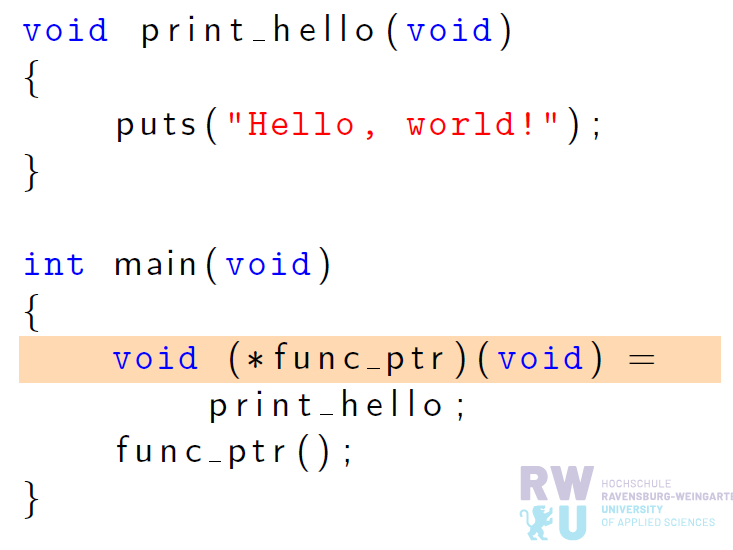 void print_hello(void)
{
puts("Hello, world!");
}
int main(void)
{
void (*func_ptr)(void) =
print_hello;
func_ptr();
}
RW
U
HOCHSCHULE
RAVENSBURG-WEINGARTE
UNIVERSITY
OF APPLIED SCIENCES